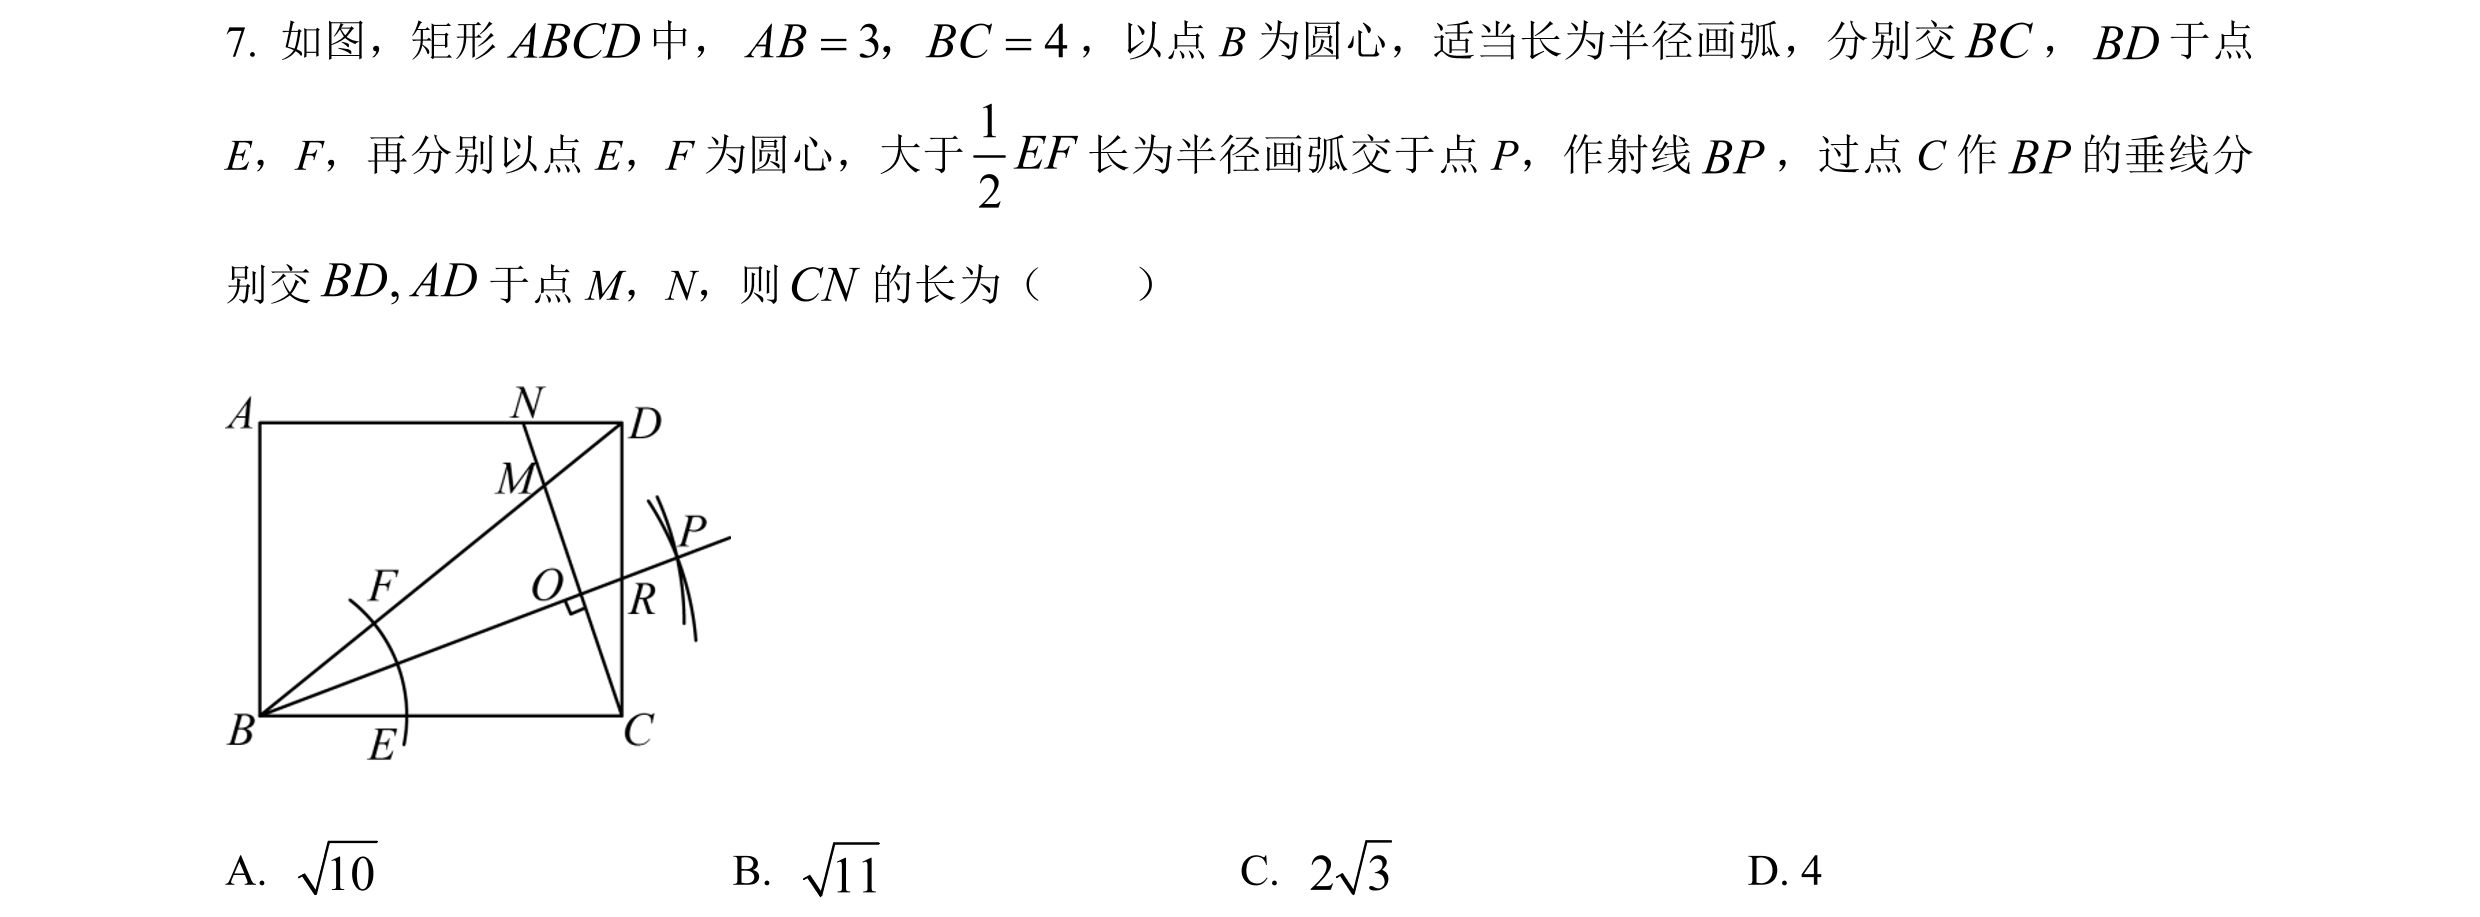 7. 如图，矩形 ABCD 中， AB = 3，BC = 4 ，以点 B 为圆心，适当长为半径画弧，分别交 BC ，BD 于点
E，F，再分别以点 E，F 为圆心，大于 \frac{1}{2} EF 长为半径画弧交于点 P，作射线 BP ，过点 C 作 BP 的垂线分
别交 BD, AD 于点 M，N，则 CN 的长为（　　）
A
N
D
M
P
F
O
R
B
E
C
A. √10　B. √11　C. 2√3　D. 4